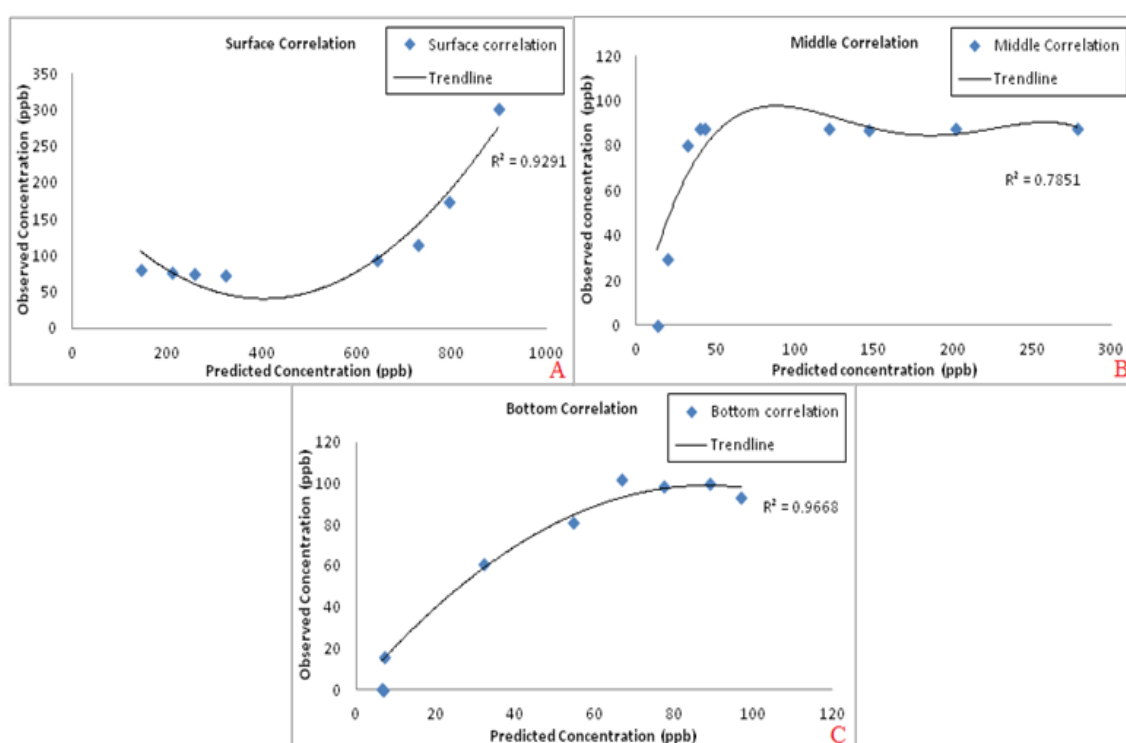 Surface Correlation
Surface correlation
Trendline
Observed Concentration (ppb)
350
300
250
200
150
100
50
0
R² = 0.9291
0 200 400 600 800 1000
Predicted Concentration (ppb)
A
Middle Correlation
Middle Correlation
Trendline
Observed concentration (ppb)
120
100
80
60
40
20
0
R² = 0.7851
0 50 100 150 200 250 300
Predicted concentration (ppb)
B
Bottom Correlation
Bottom correlation
Trendline
Observed Concentration (ppb)
120
100
80
60
40
20
0
R² = 0.9668
0 20 40 60 80 100 120
Predicted Concentration (ppb)
C